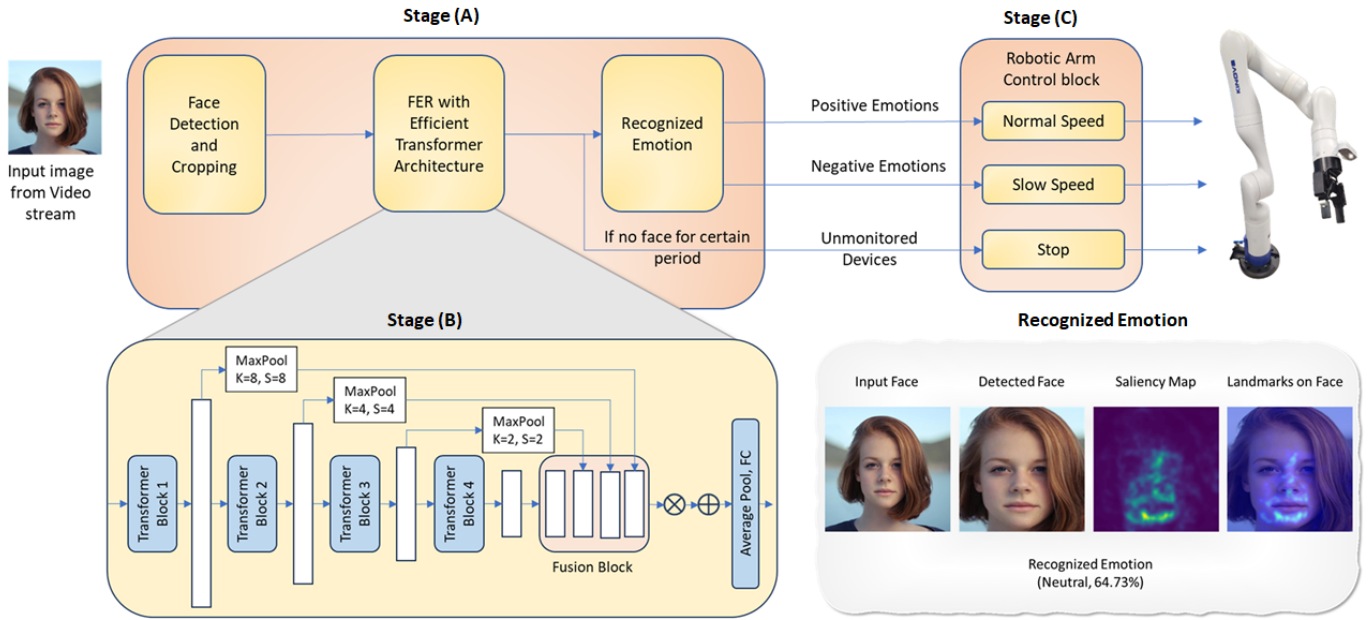 Stage (A)
Stage (C)
Input image
from Video
stream
Face
Detection
and
Cropping
FER with
Efficient
Transformer
Architecture
Recognized
Emotion
If no face for certain
period
Positive Emotions
Negative Emotions
Unmonitored
Devices
Robotic Arm
Control block
Normal Speed
Slow Speed
Stop
KINOVA
Stage (B)
MaxPool
K=8, S=8
MaxPool
K=4, S=4
MaxPool
K=2, S=2
Transformer
Block 1
Transformer
Block 2
Transformer
Block 3
Transformer
Block 4
Fusion Block
Average Pool, FC
Recognized Emotion
Input Face
Detected Face
Saliency Map
Landmarks on Face
Recognized Emotion
(Neutral, 64.73%)